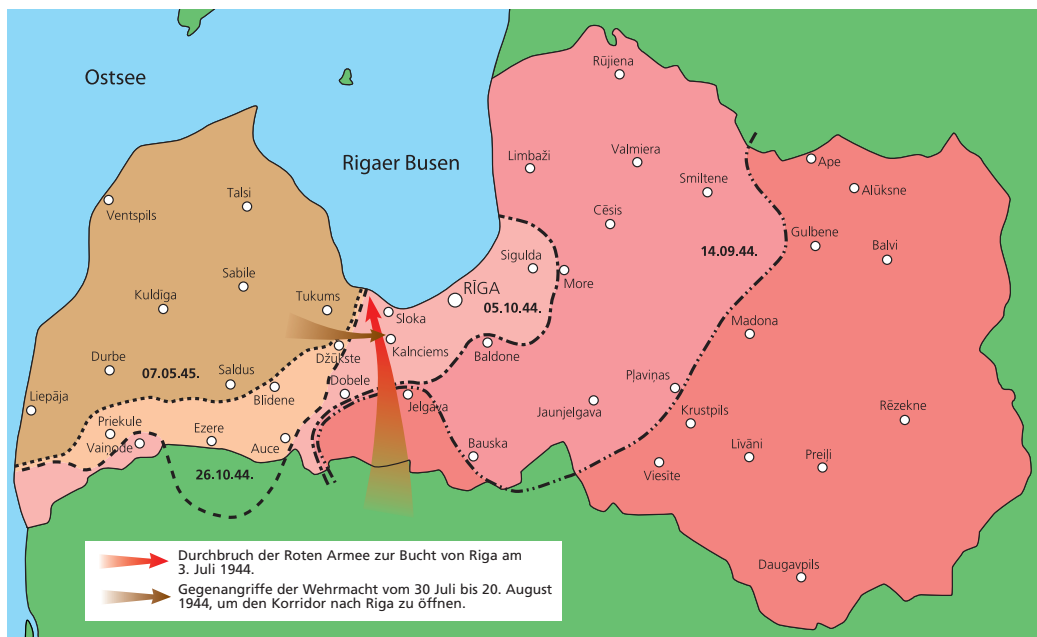 Ostsee
Rigaer Busen
Rūjiena
Limbaži
Valmiera
Smiltene
Cēsis
Ape
Alūksne
Gulbene
Balvi
14.09.44.
Ventspils
Talsi
Sabile
Kuldīga
Tukums
Sigulda
More
RĪGA
05.10.44.
Sloka
Kalnciems
Baldone
Madona
Džūkste
Durbe
07.05.45.
Saldus
Blīdene
Dobele
Jelgava
Liepāja
Pļaviņas
Jaunjelgava
Krustpils
Rēzekne
Priekule
Vaiņode
Ezere
Auce
Bauska
Līvāni
Preiļi
Viesite
26.10.44.
Daugavpils
Durchbruch der Roten Armee zur Bucht von Riga am
3. Juli 1944.
Gegenangriffe der Wehrmacht vom 30 Juli bis 20. August
1944, um den Korridor nach Riga zu öffnen.